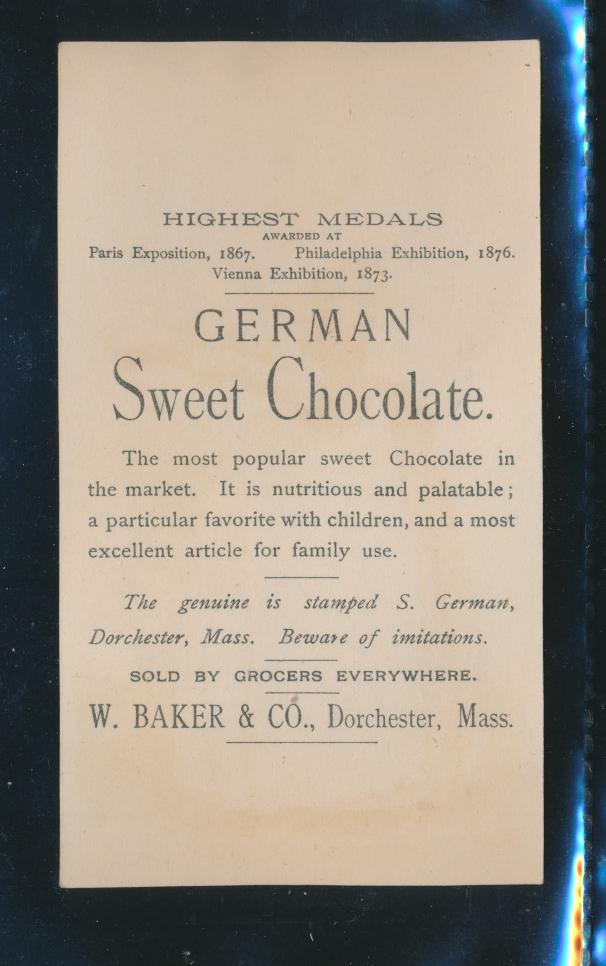 HIGHEST MEDALS
AWARDED AT
Paris Exposition, 1867. Philadelphia Exhibition, 1876.
Vienna Exhibition, 1873.
GERMAN
Sweet Chocolate.
The most popular sweet Chocolate in
the market. It is nutritious and palatable;
a particular favorite with children, and a most
excellent article for family use.
The genuine is stamped S. German,
Dorchester, Mass. Beware of imitations.
SOLD BY GROCERS EVERYWHERE.
W. BAKER & CO., Dorchester, Mass.